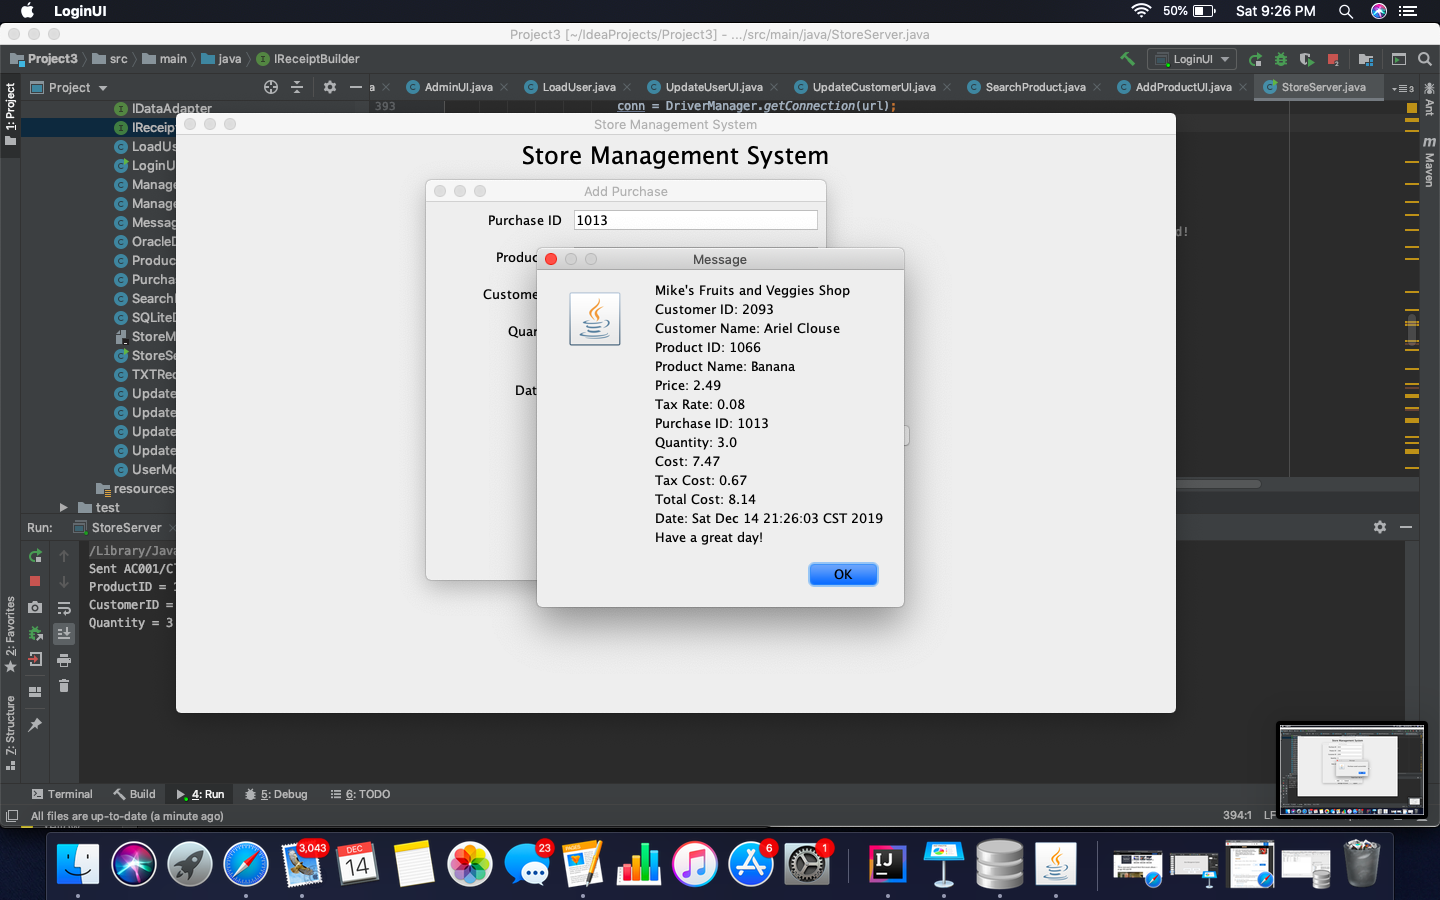 LoginUI
50%
Sat 9:26 PM
Project3 [~/IdeaProjects/Project3] - .../src/main/java/StoreServer.java
Project3
src
main
java
IReceiptBuilder
LoginUI
Project
AdminUI.java
LoadUser.java
UpdateUserUI.java
UpdateCustomerUI.java
SearchProduct.java
AddProductUI.java
StoreServer.java
3
393
conn = DriverManager.getConnection(url);
1: Project
Ant
Maven
IDataAdapter
IReceipt
LoadUs
LoginU
Manage
Manage
Messag
OracleD
Produc
Purcha
Search
SQLiteD
StoreM
StoreSe
TXTRec
Update
Update
Update
Update
UserMo
resources
test
d!
Store Management System
Store Management System
Add Purchase
Purchase ID
1013
Produc
Custome
Quan
Dat
Message
Mike's Fruits and Veggies Shop
Customer ID: 2093
Customer Name: Ariel Clouse
Product ID: 1066
Product Name: Banana
Price: 2.49
Tax Rate: 0.08
Purchase ID: 1013
Quantity: 3.0
Cost: 7.47
Tax Cost: 0.67
Total Cost: 8.14
Date: Sat Dec 14 21:26:03 CST 2019
Have a great day!
OK
Run:
StoreServer
/Library/Java
Sent AC001/C
ProductID =
CustomerID =
Quantity = 3
2: Favorites
7: Structure
Terminal
Build
4: Run
5: Debug
6: TODO
All files are up-to-date (a minute ago)
394:1
LF
3,043
DEC
14
23
6
1
IJ